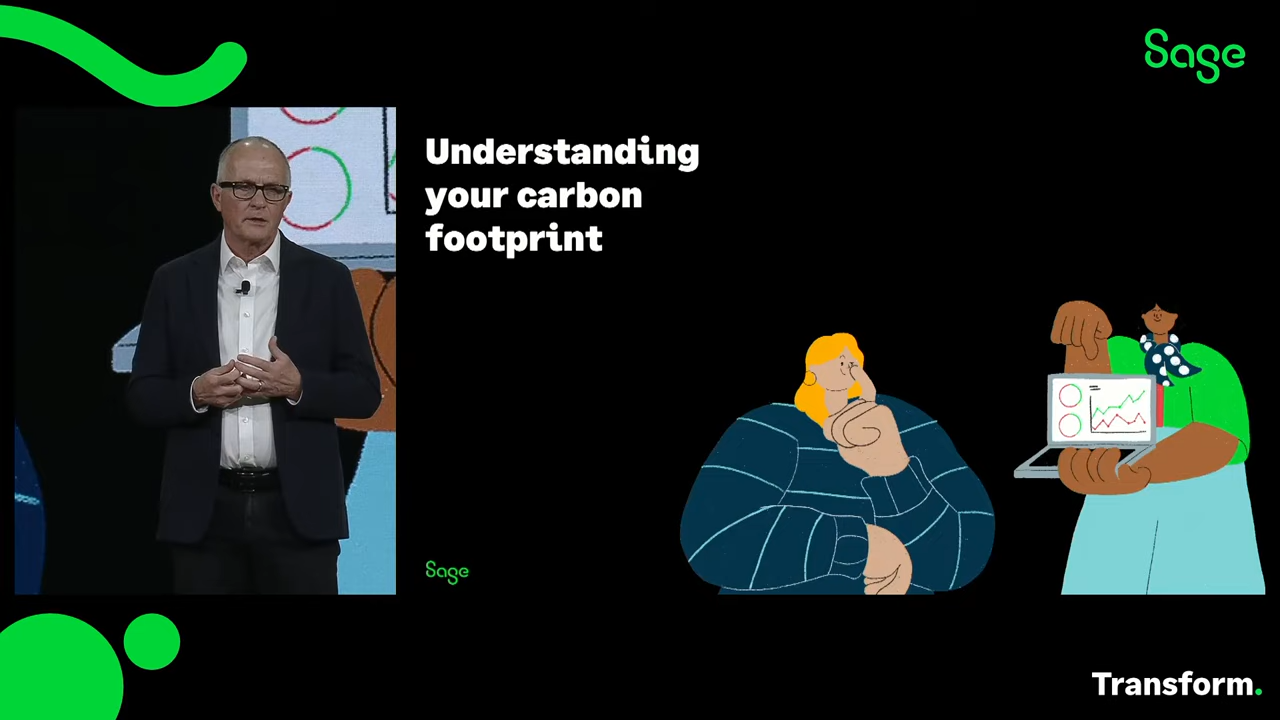 Sage
Understanding
your carbon
footprint
Sage
Transform.